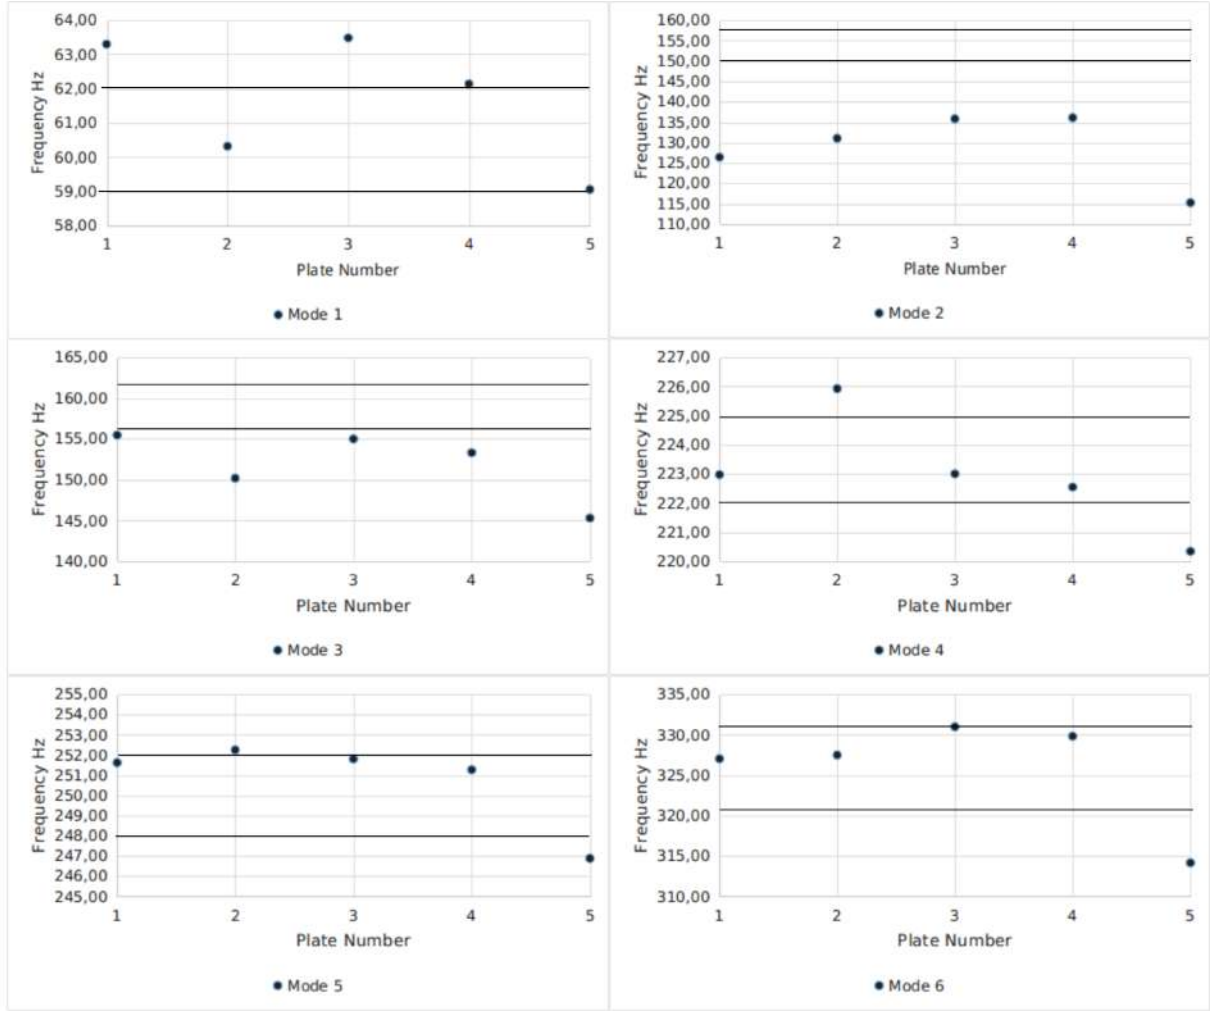 64,00
63,00
62,00
61,00
60,00
59,00
58,00
Frequency Hz
1 2 3 4 5
Plate Number
Mode 1
160,00
155,00
150,00
145,00
140,00
135,00
130,00
125,00
120,00
115,00
110,00
Frequency Hz
1 2 3 4 5
Plate Number
Mode 2
165,00
160,00
155,00
150,00
145,00
140,00
Frequency Hz
1 2 3 4 5
Plate Number
Mode 3
227,00
226,00
225,00
224,00
223,00
222,00
221,00
220,00
Frequency Hz
1 2 3 4 5
Plate Number
Mode 4
255,00
254,00
253,00
252,00
251,00
250,00
249,00
248,00
247,00
246,00
245,00
Frequency Hz
1 2 3 4 5
Plate Number
Mode 5
335,00
330,00
325,00
320,00
315,00
310,00
Frequency Hz
1 2 3 4 5
Plate Number
Mode 6